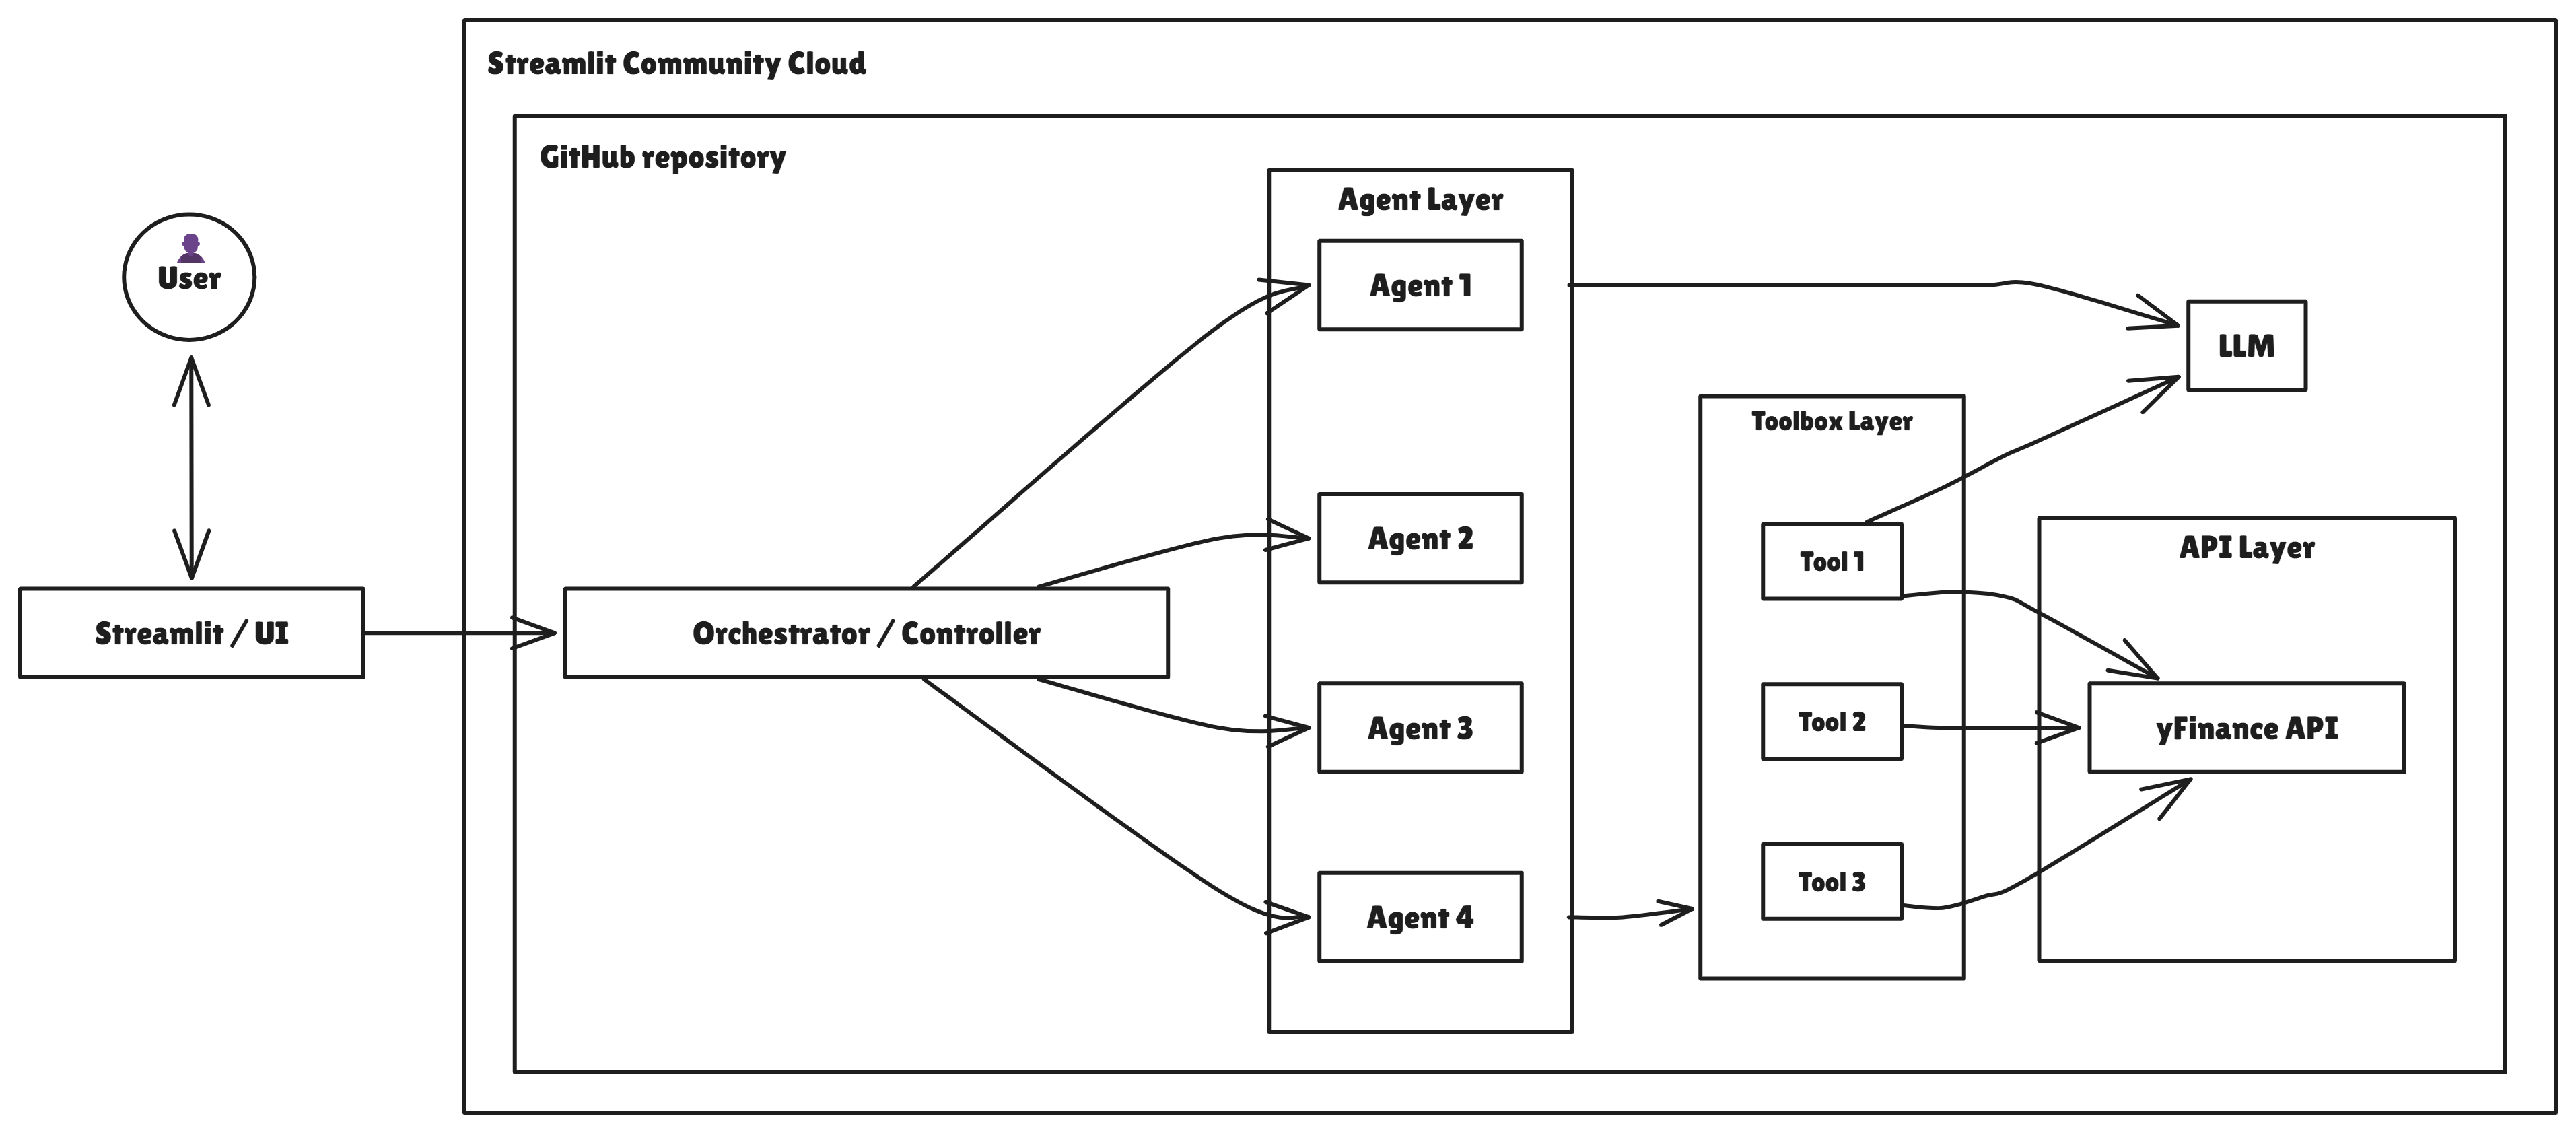 Streamlit Community Cloud
GitHub repository
User
Streamlit / UI
Orchestrator / Controller
Agent Layer
Agent 1
Agent 2
Agent 3
Agent 4
Toolbox Layer
Tool 1
Tool 2
Tool 3
LLM
API Layer
yFinance API